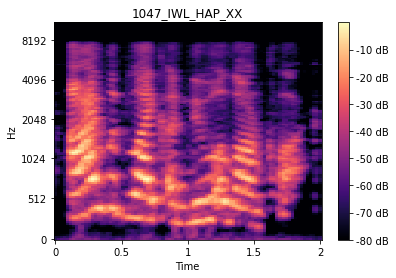 1047_IWL_HAP_XX
8192
4096
2048
1024
512
0
Hz
0
0.5
1
1.5
2
Time
-10 dB
-20 dB
-30 dB
-40 dB
-50 dB
-60 dB
-70 dB
-80 dB